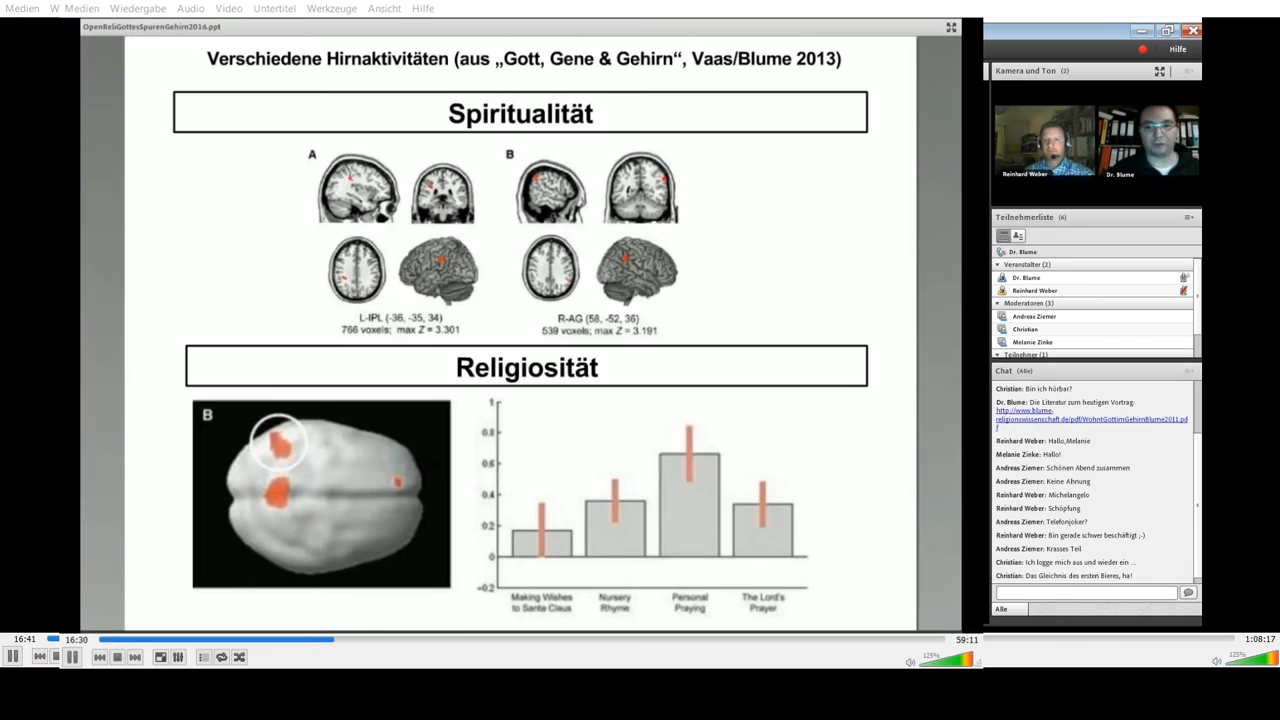 Medien W Medien Wiedergabe Audio Video Untertitel Werkzeuge Ansicht Hilfe
OpenReliGottesSpurenGehirn2016.ppt
Verschiedene Hirnaktivitäten (aus „Gott, Gene & Gehirn“, Vaas/Blume 2013)
Spiritualität
A
B
L-IPL (-36, -35, 34)
766 voxels; max Z = 3.301
R-AG (58, -52, 36)
539 voxels; max Z = 3.191
Religiosität
B
1
0.8
0.6
0.4
0.2
0
-0.2
Making Wishes
to Santa Claus
Nursery
Rhyme
Personal
Praying
The Lord's
Prayer
Hilfe
Kamera und Ton (2)
Reinhard Weber
Dr. Blume
Teilnehmerliste (6)
Dr. Blume
Veranstalter (2)
Dr. Blume
Reinhard Weber
Moderatoren (3)
Andreas Ziemer
Christian
Melanie Zinke
Teilnehmer (1)
Chat (Alle)
Christian: Bin ich hörbar?
Dr. Blume: Die Literatur zum heutigen Vortrag:
http://www.blume-
religionswissenschaft.de/pdf/WohntGottimGehirnBlume2011.pd
f
Reinhard Weber: Hallo,Melanie
Melanie Zinke: Hallo!
Andreas Ziemer: Schönen Abend zusammen
Andreas Ziemer: Keine Ahnung
Reinhard Weber: Michelangelo
Reinhard Weber: Schöpfung
Andreas Ziemer: Telefonjoker?
Reinhard Weber: Bin gerade schwer beschäftigt ;-)
Andreas Ziemer: Krasses Teil
Christian: Ich logge mich aus und wieder ein ...
Christian: Das Gleichnis des ersten Bieres, ha!
Alle
16:41
16:30
59:11
1:08:17
125%
125%